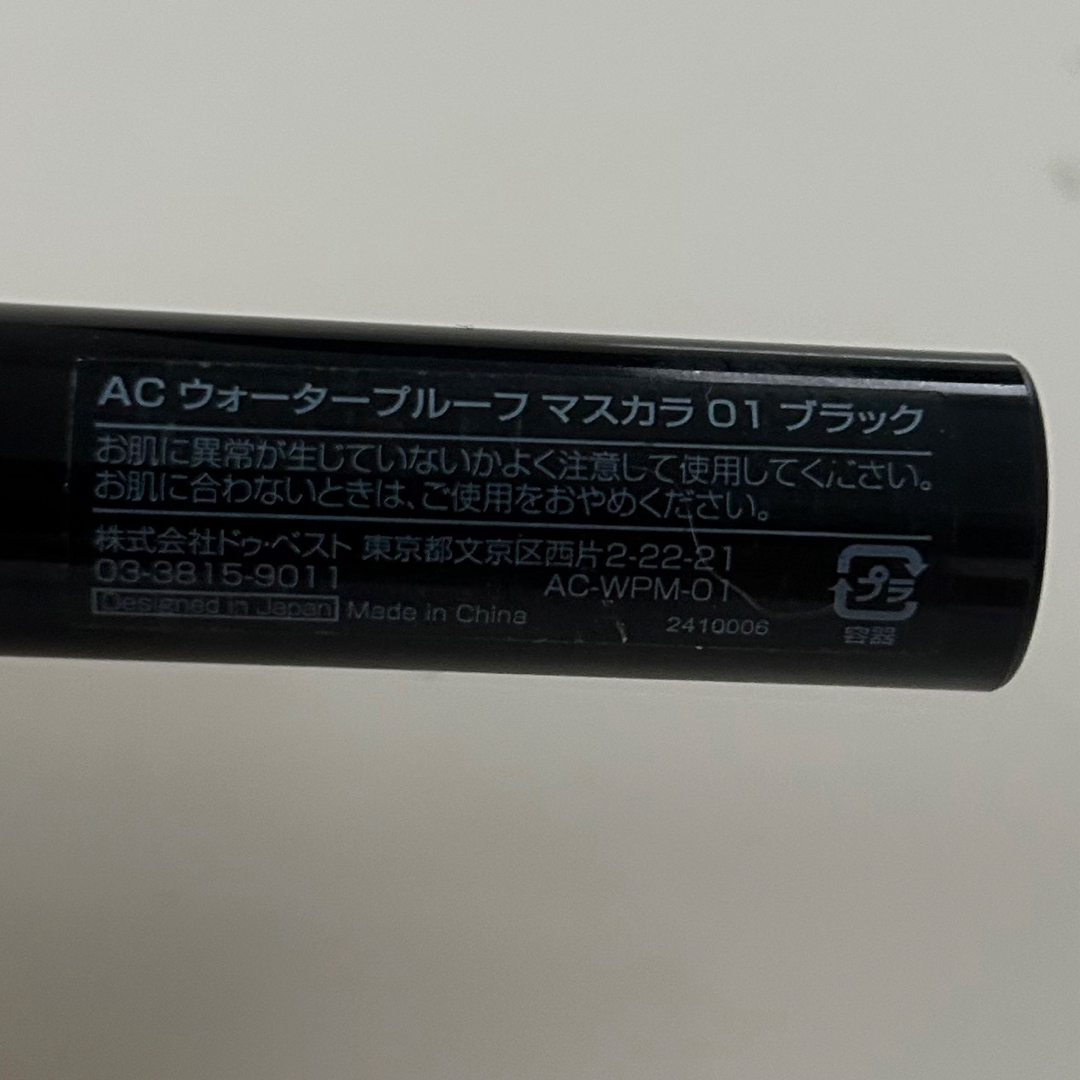 AC ウォータープルーフ マスカラ 01 ブラック
お肌に異常が生じていないかよく注意して使用してください。
お肌に合わないときは、ご使用をおやめください。
株式会社ドゥ・ベスト 東京都文京区西片2-22-21
03-3815-9011 AC-WPM-01
Designed in Japan Made in China 2410006
プラ
容器